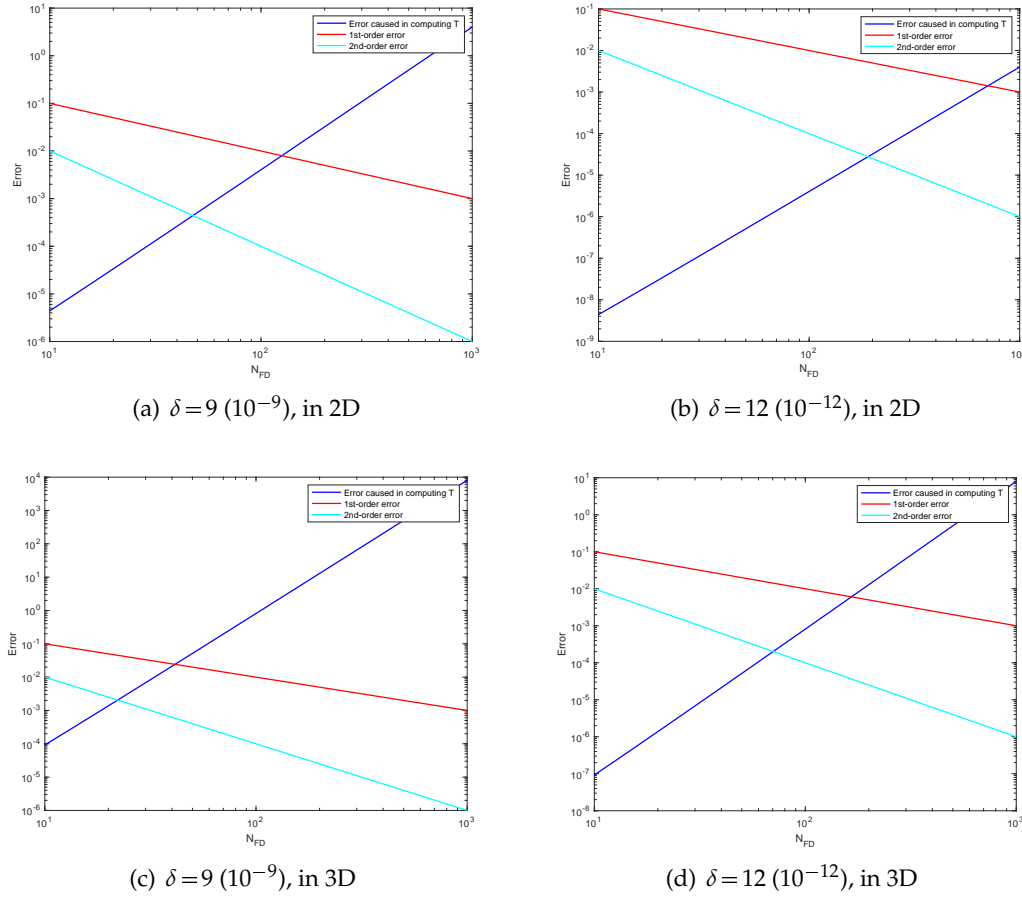 Error caused in computing T
1st-order error
2nd-order error
10^1
10^0
10^-1
10^-2
10^-3
10^-4
10^-5
10^-6
Error
10^1 10^2 10^3
N_FD
(a) δ=9 (10^−9), in 2D
Error caused in computing T
1st-order error
2nd-order error
10^-1
10^-2
10^-3
10^-4
10^-5
10^-6
10^-7
10^-8
10^-9
Error
10^1 10^2 10
N_FD
(b) δ=12 (10^−12), in 2D
Error caused in computing T
1st-order error
2nd-order error
10^4
10^3
10^2
10^1
10^0
10^-1
10^-2
10^-3
10^-4
10^-5
10^-6
Error
10^1 10^2 10^3
N_FD
(c) δ=9 (10^−9), in 3D
Error caused in computing T
1st-order error
2nd-order error
10^1
10^0
10^-1
10^-2
10^-3
10^-4
10^-5
10^-6
10^-7
10^-8
Error
10^1 10^2 10^3
N_FD
(d) δ=12 (10^−12), in 3D